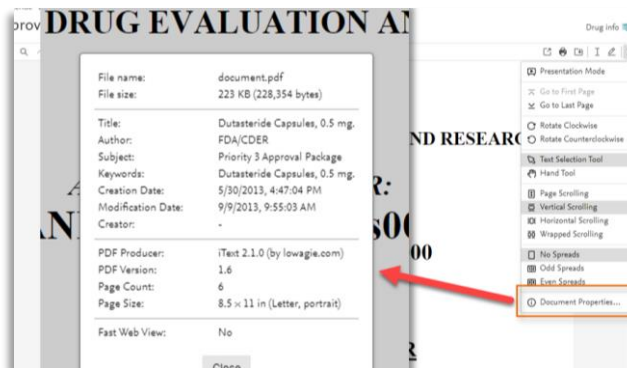 prov
DRUG EVALUATION AN
Drug info
File name: document.pdf
File size: 223 KB (228,354 bytes)
Title: Dutasteride Capsules, 0.5 mg.
Author: FDA/CDER
Subject: Priority 3 Approval Package
Keywords: Dutasteride Capsules, 0.5 mg.
Creation Date: 5/30/2013, 4:47:04 PM
Modification Date: 9/9/2013, 9:55:03 AM
Creator: -
PDF Producer: iText 2.1.0 (by lowagie.com)
PDF Version: 1.6
Page Count: 6
Page Size: 8.5 × 11 in (Letter, portrait)
Fast Web View: No
Close
ND RESEARC
R:
00
Presentation Mode
Go to First Page
Go to Last Page
Rotate Clockwise
Rotate Counterclockwise
Text Selection Tool
Hand Tool
Page Scrolling
Vertical Scrolling
Horizontal Scrolling
Wrapped Scrolling
No Spreads
Odd Spreads
Even Spreads
Document Properties...